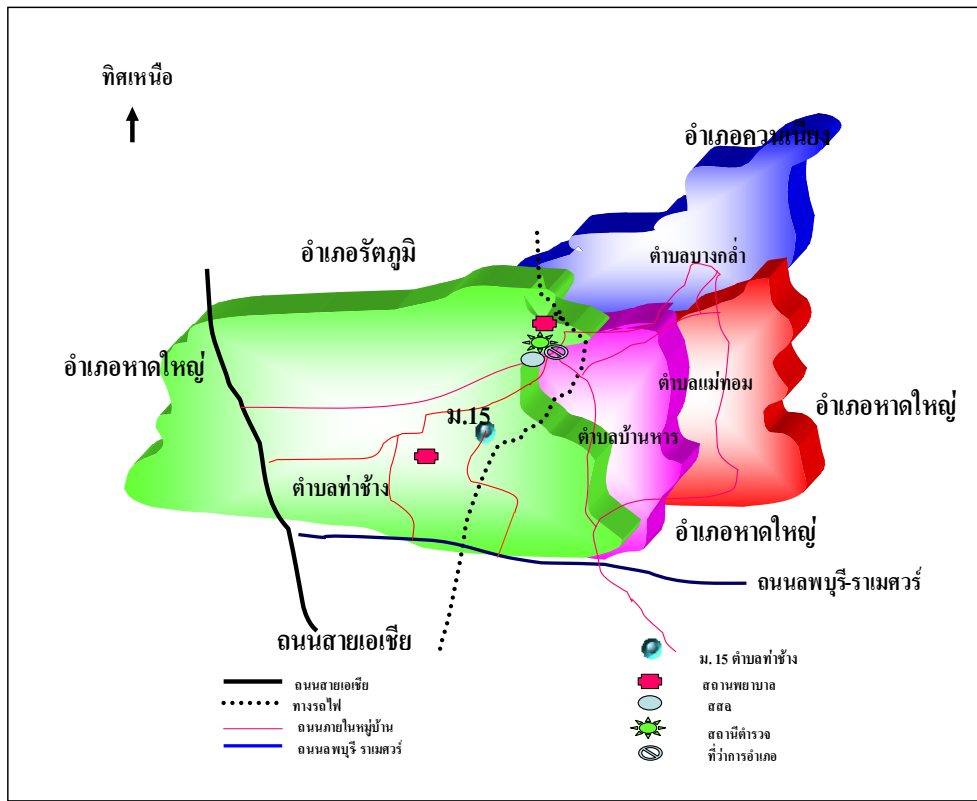 ทิศเหนือ
อำเภอควนเนียง
อำเภอรัตภูมิ
ตำบลบางกล่ำ
อำเภอหาดใหญ่
ตำบลแม่ทอม
อำเภอหาดใหญ่
ม.15
ตำบลบ้านหาร
ตำบลท่าช้าง
อำเภอหาดใหญ่
ถนนลพบุรี-ราเมศวร์
ถนนสายเอเชีย
ถนนสายเอเชีย
ทางรถไฟ
ถนนภายในหมู่บ้าน
ถนนลพบุรี- ราเมศวร์
ม. 15 ตำบลท่าช้าง
สถานพยาบาล
สสอ.
สถานีตำรวจ
ที่ว่าการอำเภอ